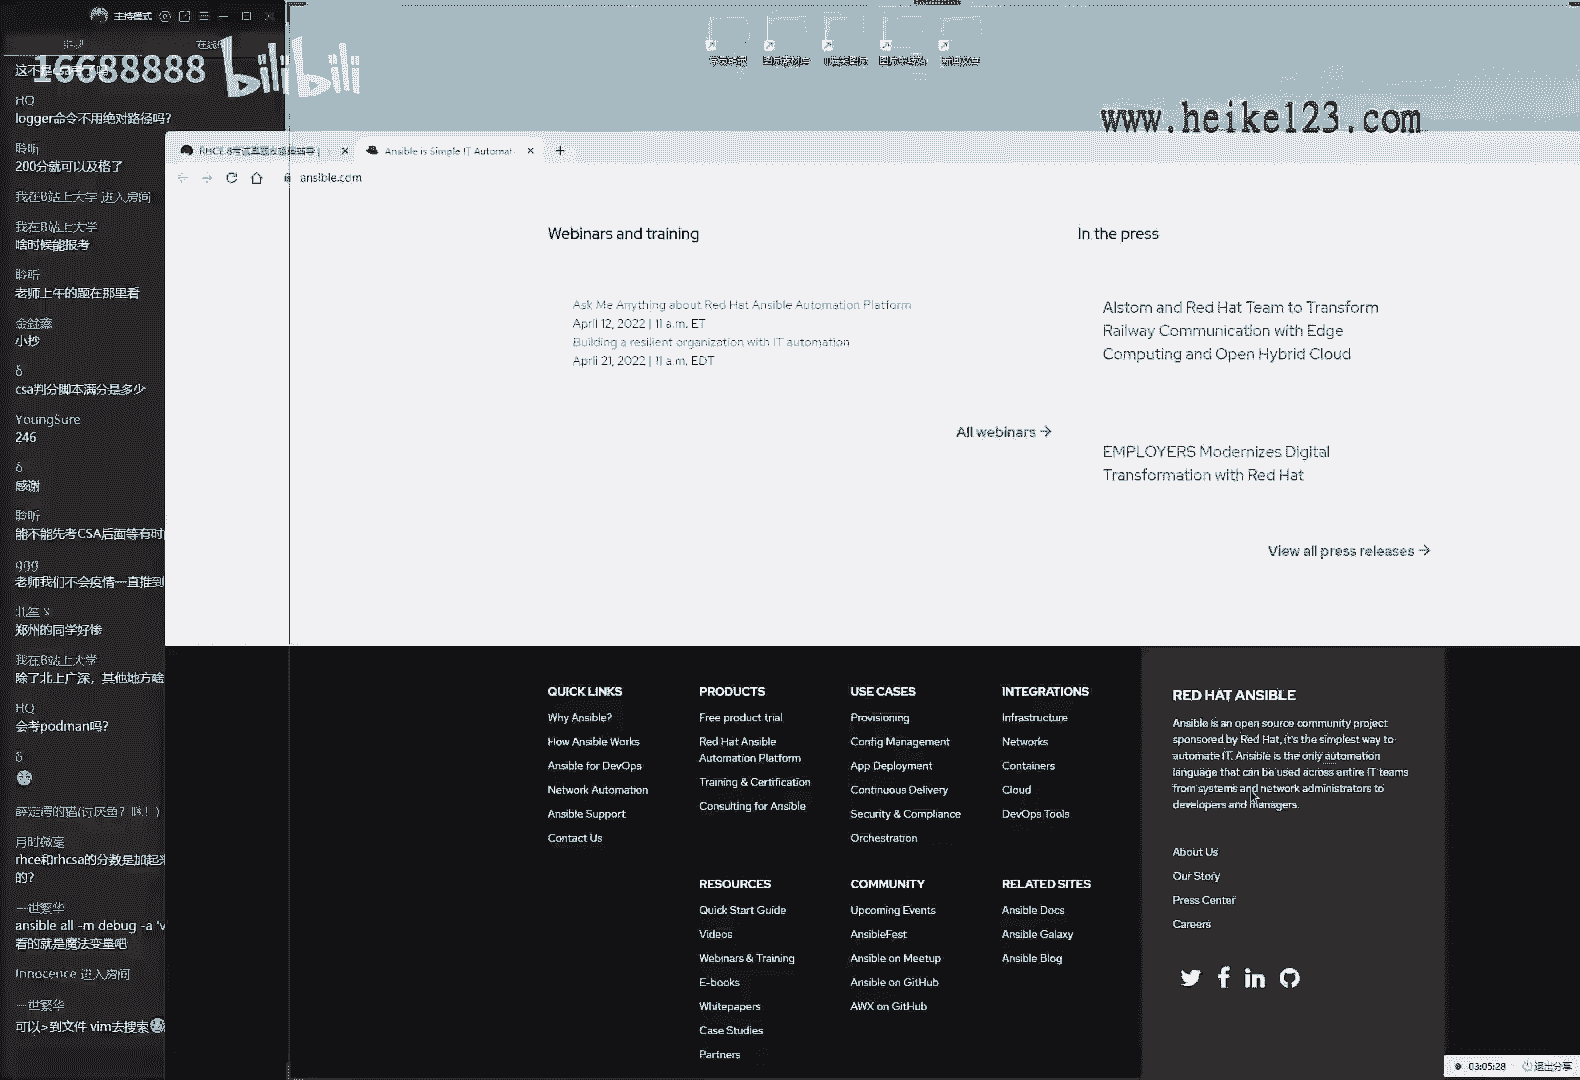 主持模式
在线
这不是
16688888
bilibili
HQ
logger命令不用绝对路径吗?
聆听
200分就可以及格了
我在B站上大学 进入房间
我在B站上大学
啥时候能报考
聆听
老师上午的题在那里看
金鑫鑫
小抄
δ
csa判分脚本满分是多少
YoungSure
246
δ
感谢
聆听
能不能先考CSA后面等有时
ggg
老师我们不会疫情一直推到
北笙 X
郑州的同学好惨
我在B站上大学
除了北上广深，其他地方啥
HQ
会考podman吗?
δ
月时微寒
rhce和rhcsa的分数是加起来
的?
一世繁华
ansible all -m debug -a 'v
看的就是魔法变量吧
Innocence 进入房间
一世繁华
可以>到文件 vim去搜索
www.heike123.com
Ansible is Simple IT Automat
ansible.com
Webinars and training
Ask Me Anything about Red Hat Ansible Automation Platform
April 12, 2022 | 11 a.m. ET
Building a resilient organization with IT automation
April 21, 2022 | 11 a.m. EDT
All webinars →
In the press
Alstom and Red Hat Team to Transform
Railway Communication with Edge
Computing and Open Hybrid Cloud
EMPLOYERS Modernizes Digital
Transformation with Red Hat
View all press releases →
QUICK LINKS
Why Ansible?
How Ansible Works
Ansible for DevOps
Network Automation
Ansible Support
Contact Us
PRODUCTS
Free product trial
Red Hat Ansible
Automation Platform
Training & Certification
Consulting for Ansible
USE CASES
Provisioning
Config Management
App Deployment
Continuous Delivery
Security & Compliance
Orchestration
INTEGRATIONS
Infrastructure
Networks
Containers
Cloud
DevOps Tools
RESOURCES
Quick Start Guide
Videos
Webinars & Training
E-books
Whitepapers
Case Studies
Partners
COMMUNITY
Upcoming Events
AnsibleFest
Ansible on Meetup
Ansible on GitHub
AWX on GitHub
RELATED SITES
Ansible Docs
Ansible Galaxy
Ansible Blog
RED HAT ANSIBLE
Ansible is an open source community project
sponsored by Red Hat, it's the simplest way to
automate IT. Ansible is the only automation
language that can be used across entire IT teams
from systems and network administrators to
developers and managers.
About Us
Our Story
Press Center
Careers
03:05:28
退出分享